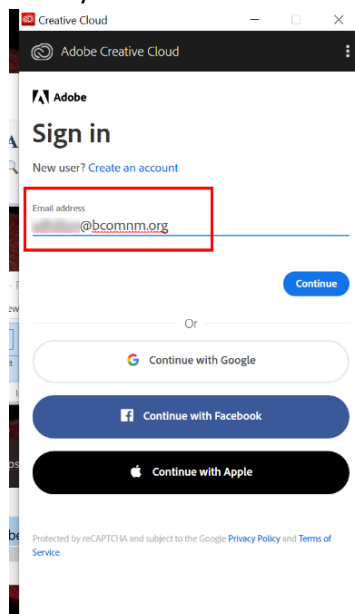 Creative Cloud
Adobe Creative Cloud
Adobe
Sign in
New user? Create an account
Email address
@bcomnm.org
Continue
Or
Continue with Google
Continue with Facebook
Continue with Apple
Protected by reCAPTCHA and subject to the Google Privacy Policy and Terms of
Service.